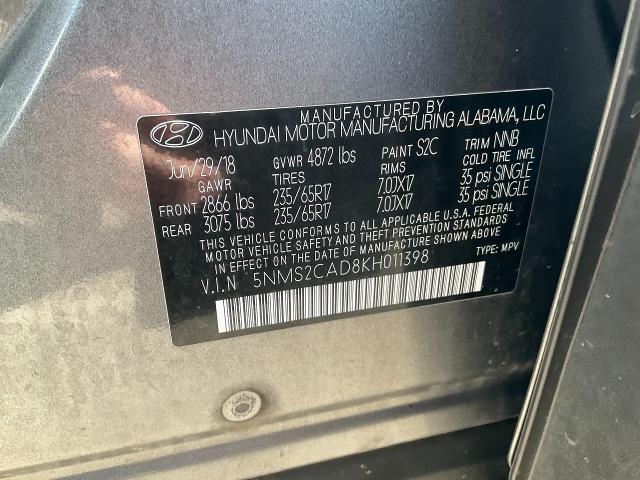 MANUFACTURED BY
HYUNDAI MOTOR MANUFACTURING ALABAMA, LLC
Jun/29/18 GVWR 4872 lbs PAINT S2C TRIM NNB
GAWR TIRES RIMS COLD TIRE INFL
FRONT 2866 lbs 235/65R17 7.0JX17 35 psi SINGLE
REAR 3075 lbs 235/65R17 7.0JX17 35 psi SINGLE
THIS VEHICLE CONFORMS TO ALL APPLICABLE U.S.A. FEDERAL
MOTOR VEHICLE SAFETY AND THEFT PREVENTION STANDARDS
IN EFFECT ON THE DATE OF MANUFACTURE SHOWN ABOVE.
V.I.N 5NMS2CAD8KH011398 TYPE: MPV